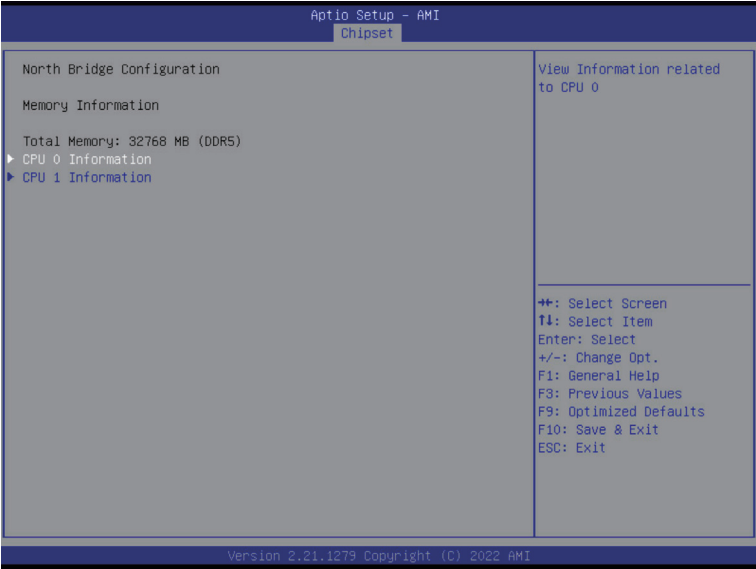 Aptio Setup – AMI
Chipset
North Bridge Configuration
Memory Information
Total Memory: 32768 MB (DDR5)
CPU 0 Information
CPU 1 Information
View Information related
to CPU 0
→←: Select Screen
↑↓: Select Item
Enter: Select
+/-: Change Opt.
F1: General Help
F3: Previous Values
F9: Optimized Defaults
F10: Save & Exit
ESC: Exit
Version 2.21.1279 Copyright (C) 2022 AMI